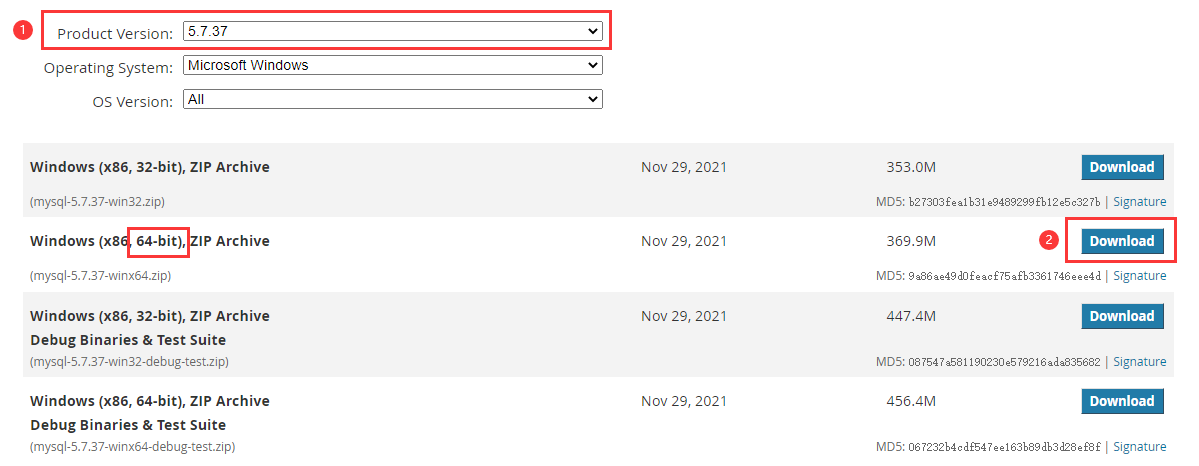 1 Product Version: 5.7.37
Operating System: Microsoft Windows
OS Version: All
Windows (x86, 32-bit), ZIP Archive Nov 29, 2021 353.0M Download
(mysql-5.7.37-win32.zip) MD5: b27303fea1b31e9489299fb12e5c327b | Signature
Windows (x86, 64-bit), ZIP Archive Nov 29, 2021 369.9M 2 Download
(mysql-5.7.37-winx64.zip) MD5: 9a86ae49d0feacf75afb3361746eee4d | Signature
Windows (x86, 32-bit), ZIP Archive Nov 29, 2021 447.4M Download
Debug Binaries & Test Suite
(mysql-5.7.37-win32-debug-test.zip) MD5: 087547a581190230e579216ada835682 | Signature
Windows (x86, 64-bit), ZIP Archive Nov 29, 2021 456.4M Download
Debug Binaries & Test Suite
(mysql-5.7.37-winx64-debug-test.zip) MD5: 067232b4cdf547ee163b89db3d28ef8f | Signature